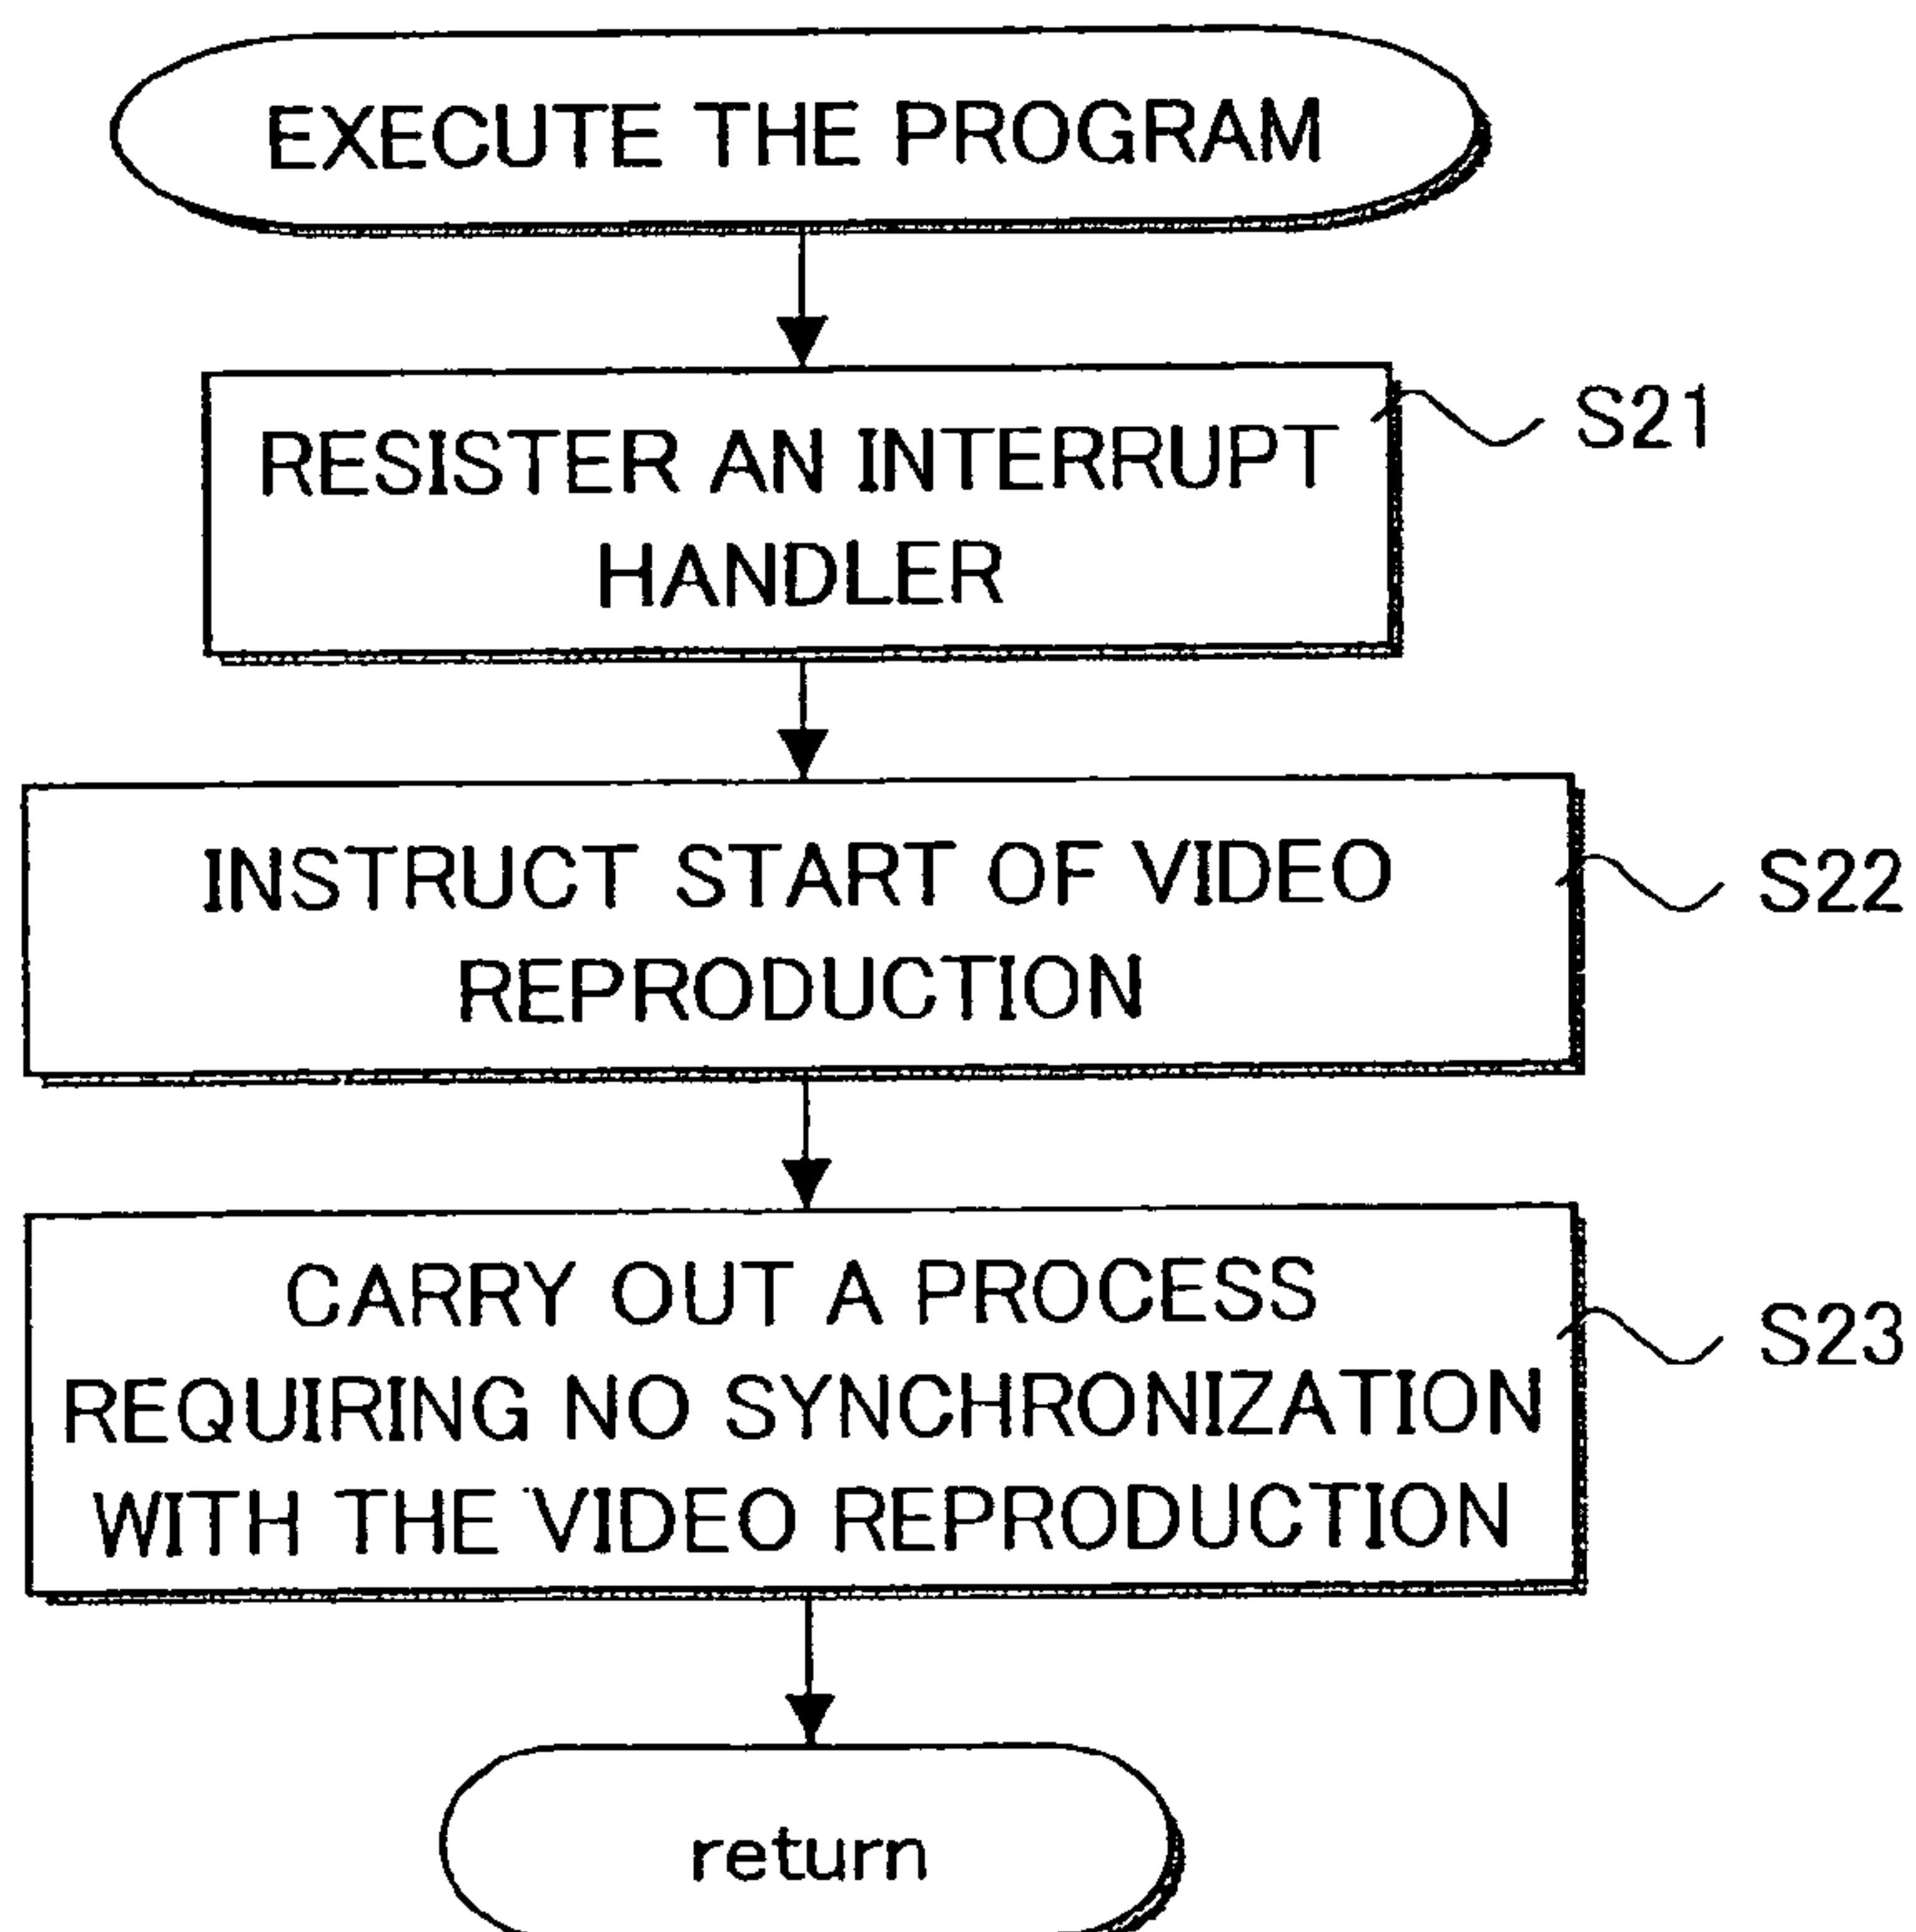 EXECUTE THE PROGRAM
RESISTER AN INTERRUPT
HANDLER
S21
INSTRUCT START OF VIDEO
REPRODUCTION
S22
CARRY OUT A PROCESS
REQUIRING NO SYNCHRONIZATION
WITH THE VIDEO REPRODUCTION
S23
return